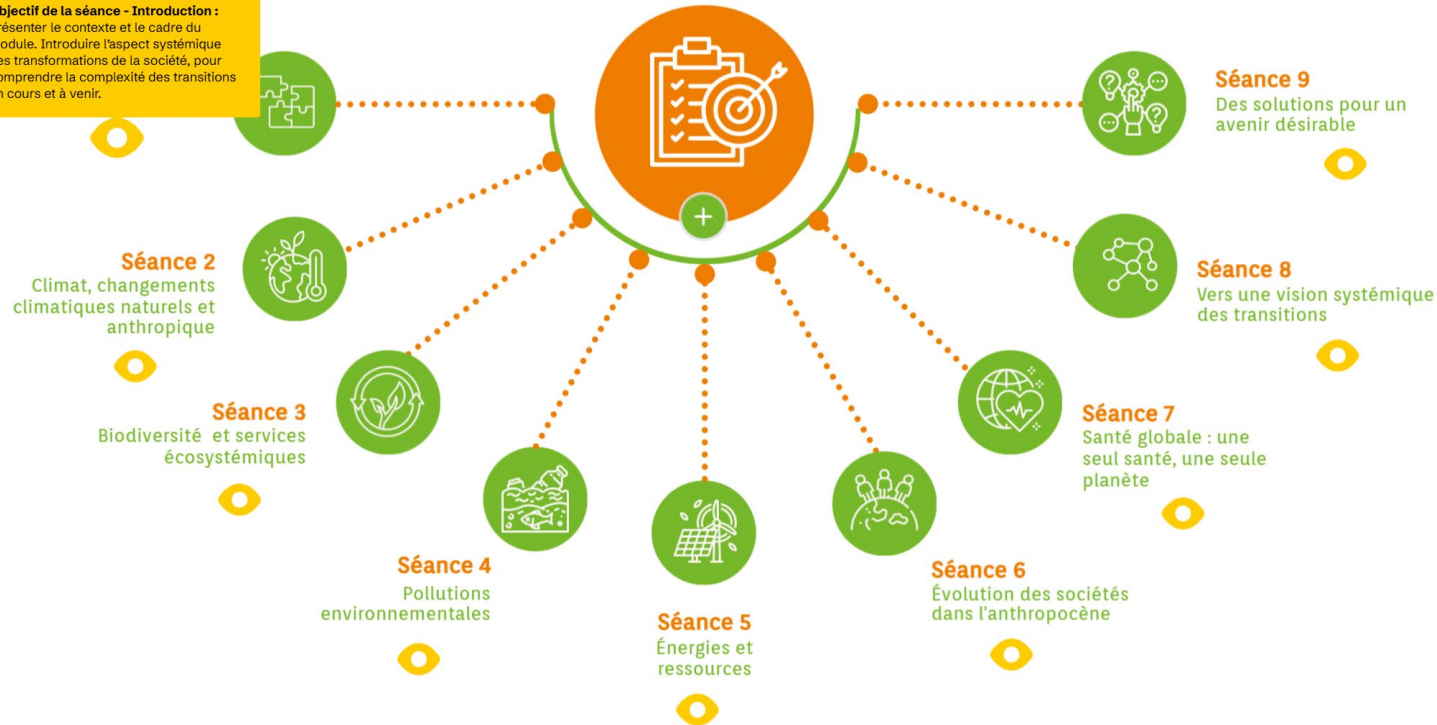 bjectif de la séance - Introduction :
résenter le contexte et le cadre du
odule. Introduire l'aspect systémique
es transformations de la société, pour
omprendre la complexité des transitions
n cours et à venir.
Séance 2
Climat, changements
climatiques naturels et
anthropique
Séance 3
Biodiversité et services
écosystémiques
Séance 4
Pollutions
environnementales
Séance 5
Énergies et
ressources
Séance 6
Évolution des sociétés
dans l'anthropocène
Séance 7
Santé globale : une
seul santé, une seule
planète
Séance 8
Vers une vision systémique
des transitions
Séance 9
Des solutions pour un
avenir désirable